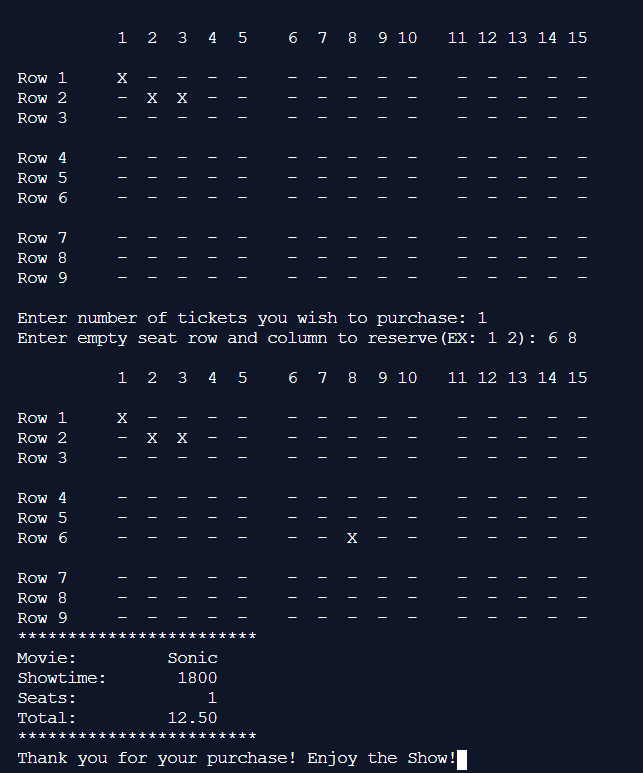 1  2  3  4  5    6  7  8  9 10   11 12 13 14 15
Row 1     X  -  -  -  -    -  -  -  -  -    -  -  -  -  -
Row 2     -  X  X  -  -    -  -  -  -  -    -  -  -  -  -
Row 3     -  -  -  -  -    -  -  -  -  -    -  -  -  -  -
Row 4     -  -  -  -  -    -  -  -  -  -    -  -  -  -  -
Row 5     -  -  -  -  -    -  -  -  -  -    -  -  -  -  -
Row 6     -  -  -  -  -    -  -  -  -  -    -  -  -  -  -
Row 7     -  -  -  -  -    -  -  -  -  -    -  -  -  -  -
Row 8     -  -  -  -  -    -  -  -  -  -    -  -  -  -  -
Row 9     -  -  -  -  -    -  -  -  -  -    -  -  -  -  -
Enter number of tickets you wish to purchase: 1
Enter empty seat row and column to reserve(EX: 1 2): 6 8
            1  2  3  4  5    6  7  8  9 10   11 12 13 14 15
Row 1     X  -  -  -  -    -  -  -  -  -    -  -  -  -  -
Row 2     -  X  X  -  -    -  -  -  -  -    -  -  -  -  -
Row 3     -  -  -  -  -    -  -  -  -  -    -  -  -  -  -
Row 4     -  -  -  -  -    -  -  -  -  -    -  -  -  -  -
Row 5     -  -  -  -  -    -  -  -  -  -    -  -  -  -  -
Row 6     -  -  -  -  -    -  -  X  -  -    -  -  -  -  -
Row 7     -  -  -  -  -    -  -  -  -  -    -  -  -  -  -
Row 8     -  -  -  -  -    -  -  -  -  -    -  -  -  -  -
Row 9     -  -  -  -  -    -  -  -  -  -    -  -  -  -  -
************************
Movie:         Sonic
Showtime:       1800
Seats:             1
Total:         12.50
************************
Thank you for your purchase! Enjoy the Show!